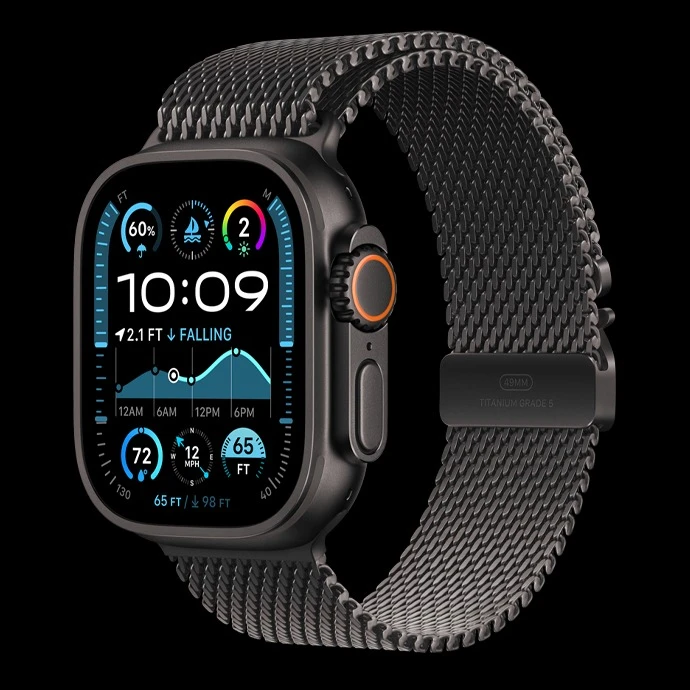 FT
M
60%
2
10:09
2.1 FT ↓ FALLING
12AM 6AM 12PM 6PM
72
N
W 12 E
MPH
S
65
FT
130
40
65 FT / ↓ 98 FT
49MM
TITANIUM GRADE 5